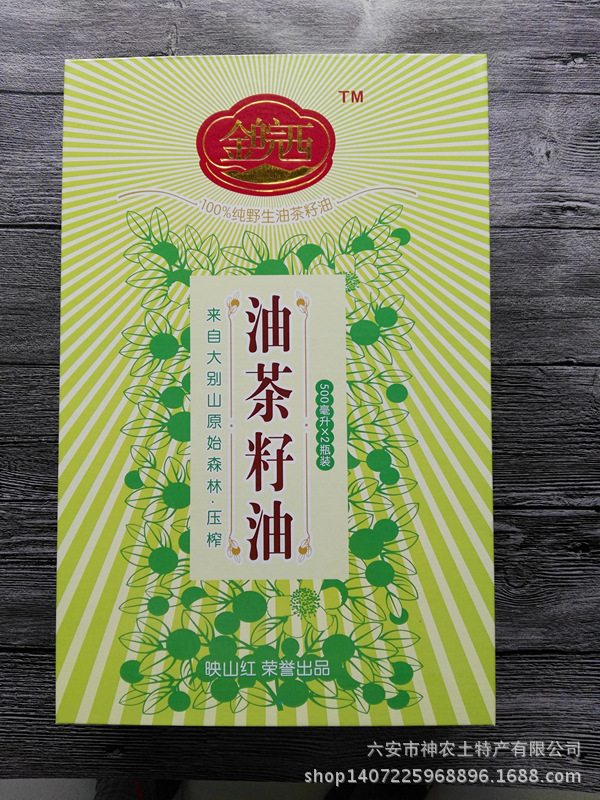 TM
金皖西
100%纯野生油茶籽油
油茶籽油
500毫升×2瓶装
来自大别山原始森林·压榨
映山红 荣誉出品
六安市神农土特产有限公司
shop1407225968896.1688.com